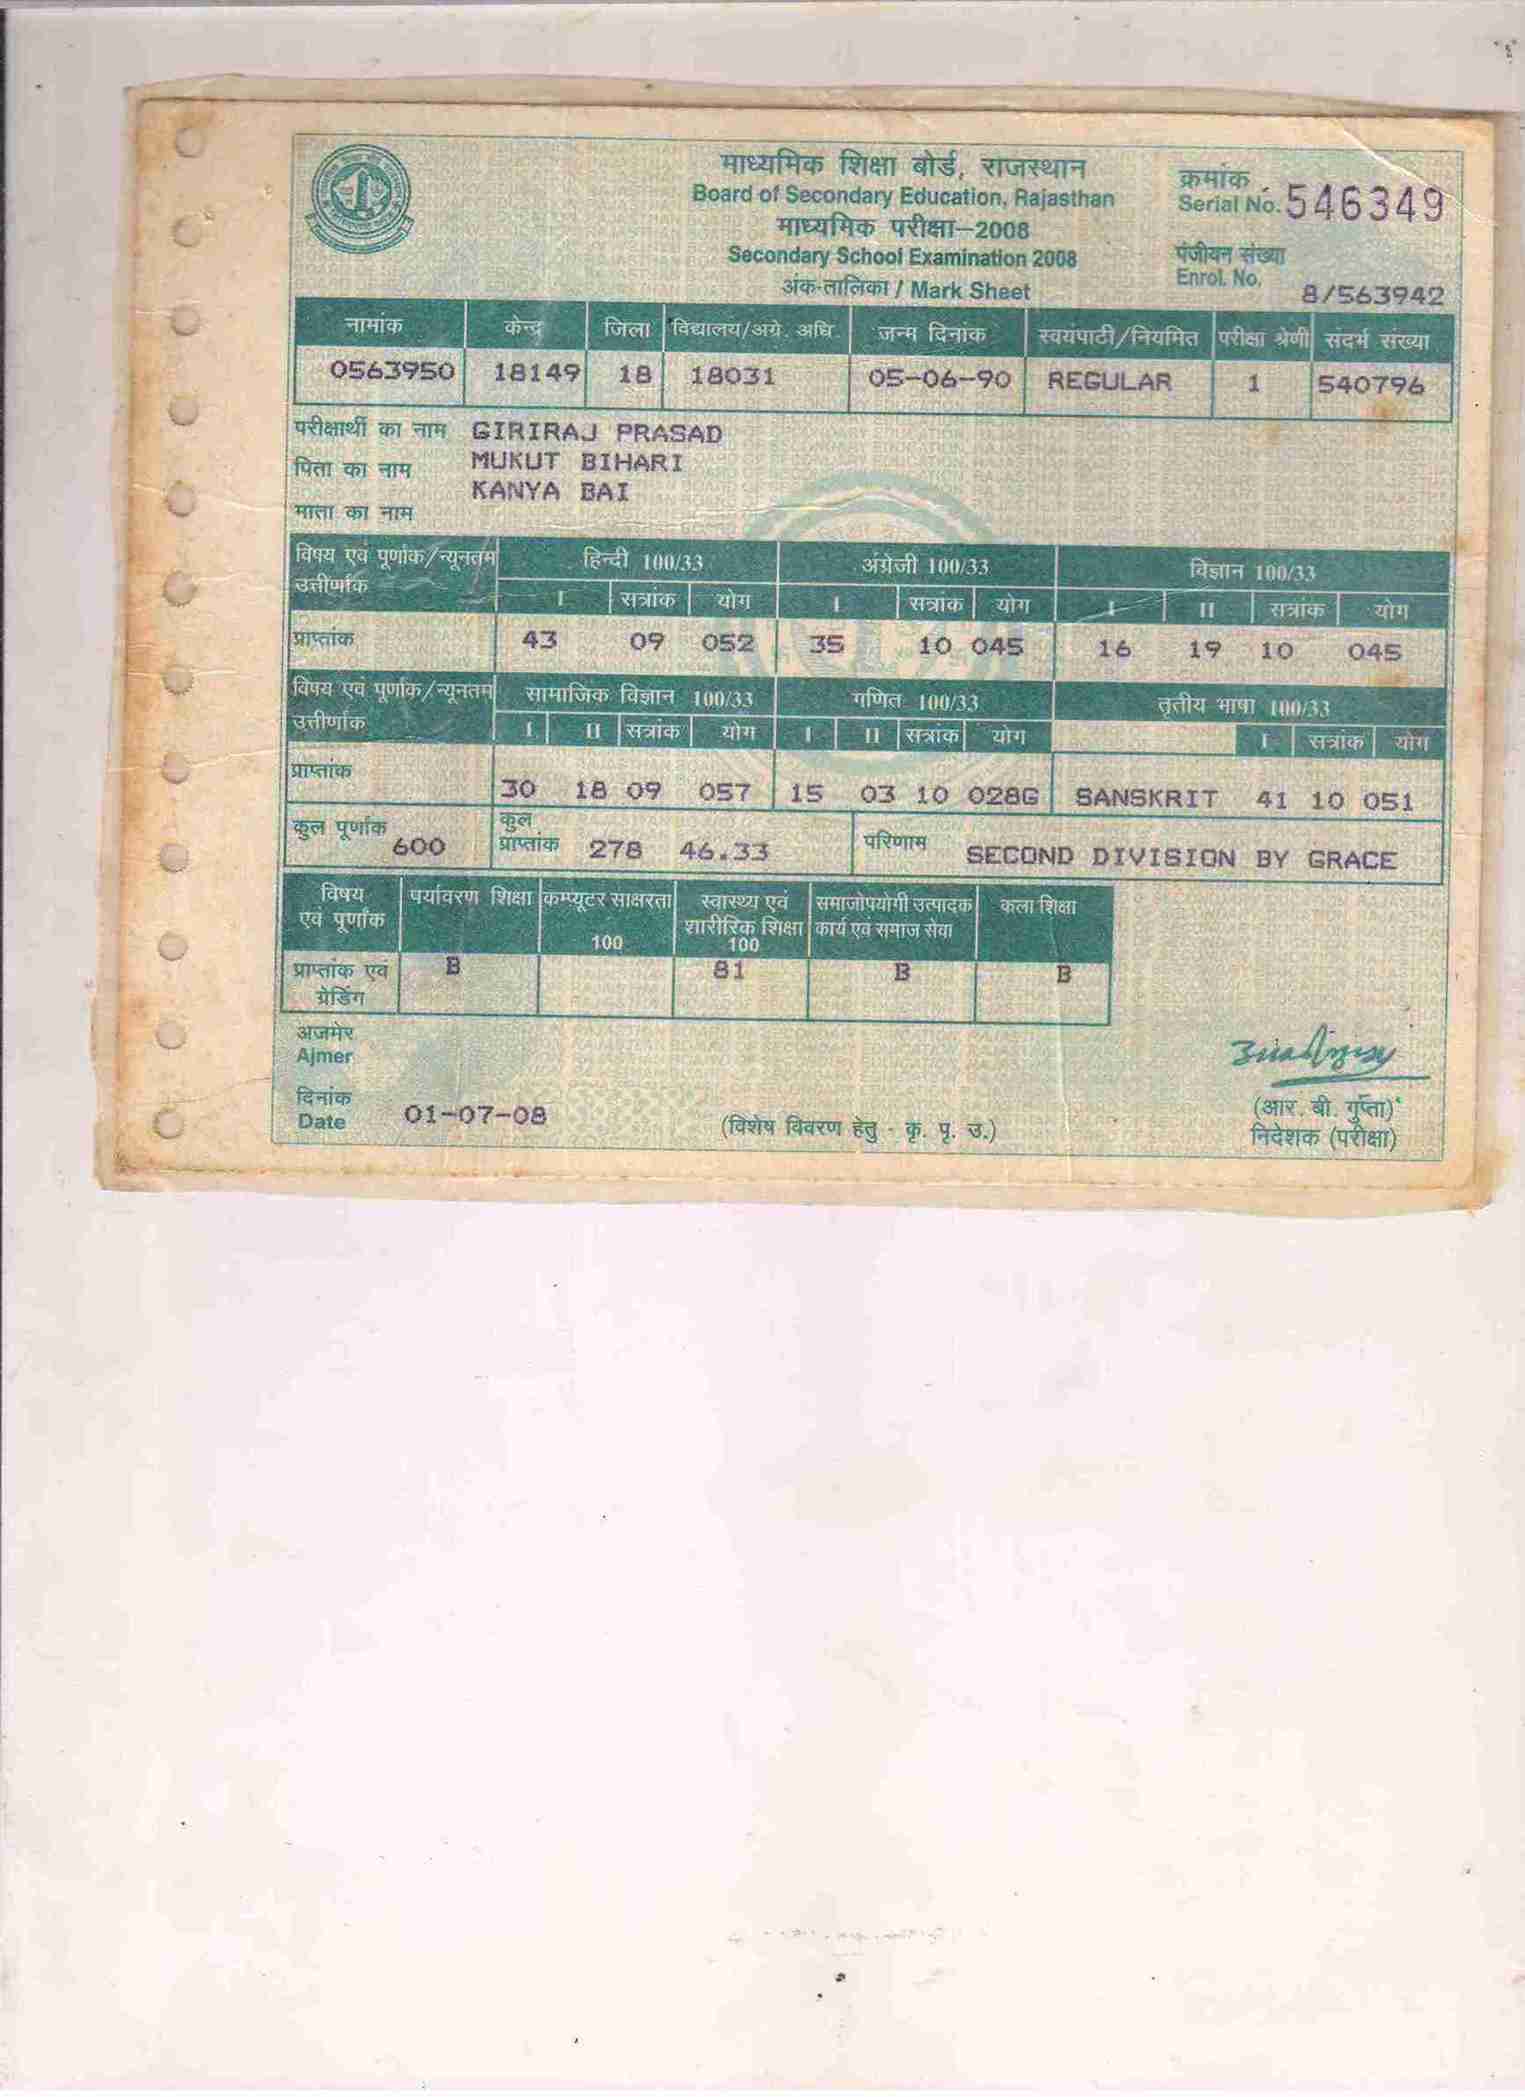 माध्यमिक शिक्षा बोर्ड, राजस्थान
Board of Secondary Education, Rajasthan
माध्यमिक परीक्षा–2008
Secondary School Examination 2008
अंक-तालिका / Mark Sheet
क्रमांक
Serial No. 546349
पंजीयन संख्या
Enrol. No. 8/563942
नामांक केन्द्र जिला विद्यालय/अग्रे. अधि. जन्म दिनांक स्वयंपाठी/नियमित परीक्षा श्रेणी संदर्भ संख्या
0563950 18149 18 18031 05-06-90 REGULAR 1 540796
परीक्षार्थी का नाम GIRIRAJ PRASAD
पिता का नाम MUKUT BIHARI
माता का नाम KANYA BAI
विषय एवं पूर्णांक/न्यूनतम उत्तीर्णांक हिन्दी 100/33 अंग्रेजी 100/33 विज्ञान 100/33
I सत्रांक योग I सत्रांक योग I II सत्रांक योग
प्राप्तांक 43 09 052 35 10 045 16 19 10 045
विषय एवं पूर्णांक/न्यूनतम उत्तीर्णांक सामाजिक विज्ञान 100/33 गणित 100/33 तृतीय भाषा 100/33
I II सत्रांक योग I II सत्रांक योग I सत्रांक योग
प्राप्तांक 30 18 09 057 15 03 10 028G SANSKRIT 41 10 051
कुल पूर्णांक 600 कुल प्राप्तांक 278 46.33 परिणाम SECOND DIVISION BY GRACE
विषय एवं पूर्णांक पर्यावरण शिक्षा कम्प्यूटर साक्षरता 100 स्वास्थ्य एवं शारीरिक शिक्षा 100 समाजोपयोगी उत्पादक कार्य एवं समाज सेवा कला शिक्षा
प्राप्तांक एवं ग्रेडिंग B 81 B B
अजमेर
Ajmer
दिनांक
Date 01-07-08
(विशेष विवरण हेतु - कृ. पृ. उ.)
(आर. बी. गुप्ता)
निदेशक (परीक्षा)